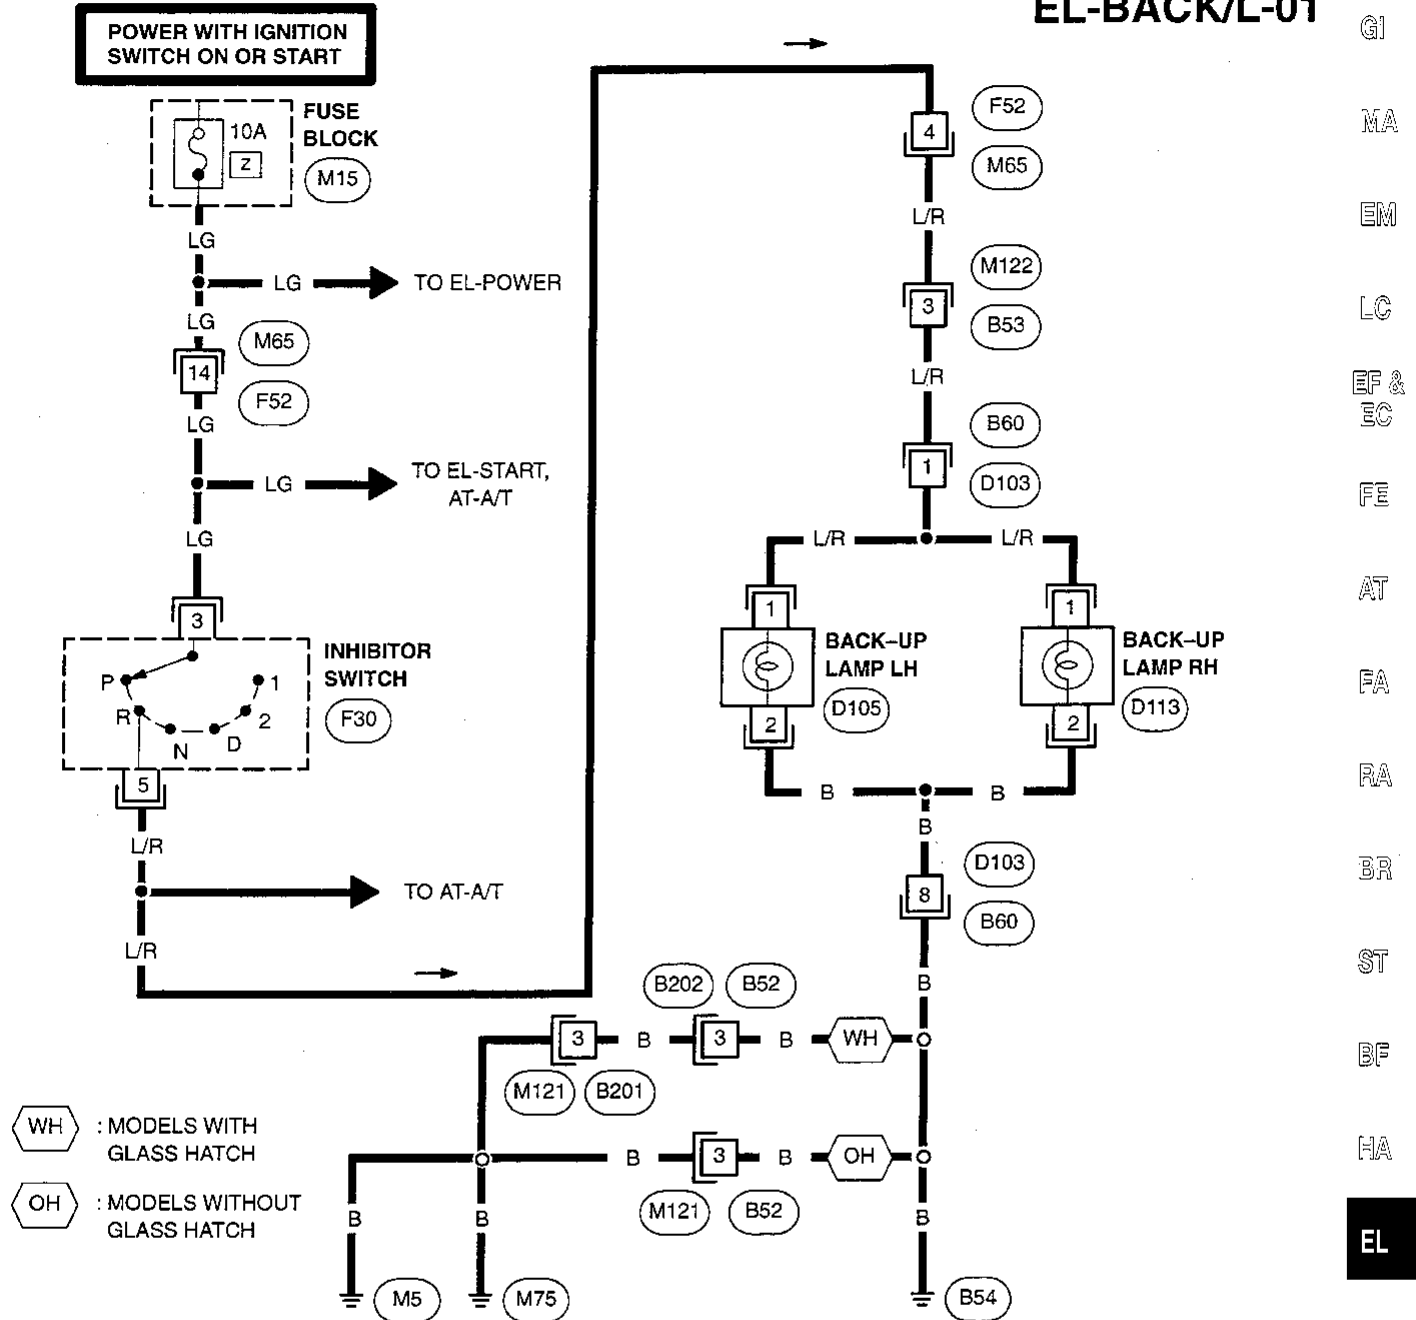 EL-BACK/L-01
POWER WITH IGNITION
SWITCH ON OR START
FUSE
BLOCK
10A
Z
M15
LG
LG
TO EL-POWER
LG
M65
14
F52
LG
LG
TO EL-START,
AT-A/T
LG
3
INHIBITOR
SWITCH
F30
P
R
N
D
2
1
5
L/R
TO AT-A/T
L/R
F52
4
M65
L/R
M122
3
B53
L/R
B60
1
D103
L/R
L/R
1
BACK-UP
LAMP LH
D105
2
1
BACK-UP
LAMP RH
D113
2
B
B
B
D103
8
B60
B
B202
B52
3
B
3
B
WH
M121
B201
B
3
B
OH
M121
B52
B
B
B
M5
M75
B54
WH
: MODELS WITH
GLASS HATCH
OH
: MODELS WITHOUT
GLASS HATCH
GI
MA
EM
LC
EF &
EC
FE
AT
FA
RA
BR
ST
BF
HA
EL